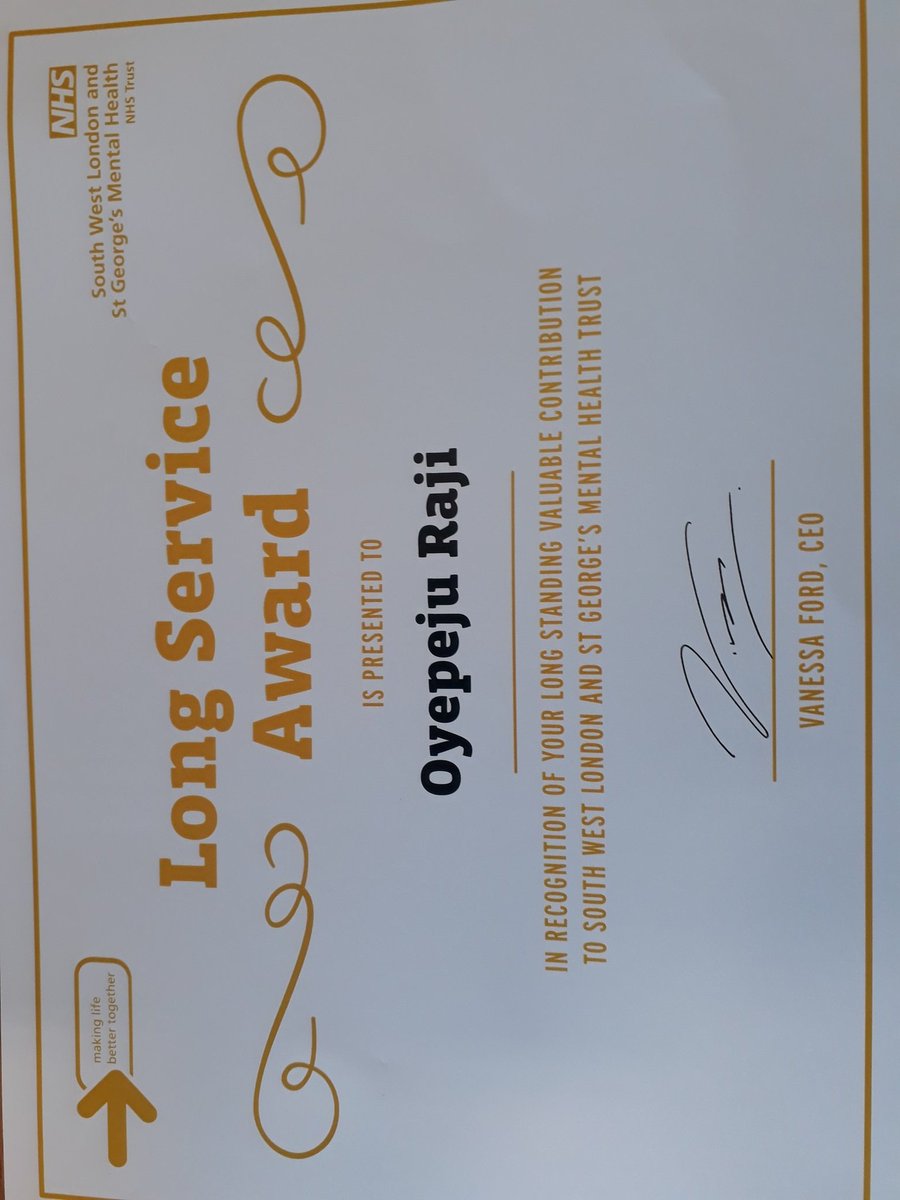 making life
better together
NHS
South West London and
St George's Mental Health
NHS Trust
Long Service
Award
IS PRESENTED TO
Oyepeju Raji
IN RECOGNITION OF YOUR LONG STANDING VALUABLE CONTRIBUTION
TO SOUTH WEST LONDON AND ST GEORGE'S MENTAL HEALTH TRUST
VANESSA FORD, CEO